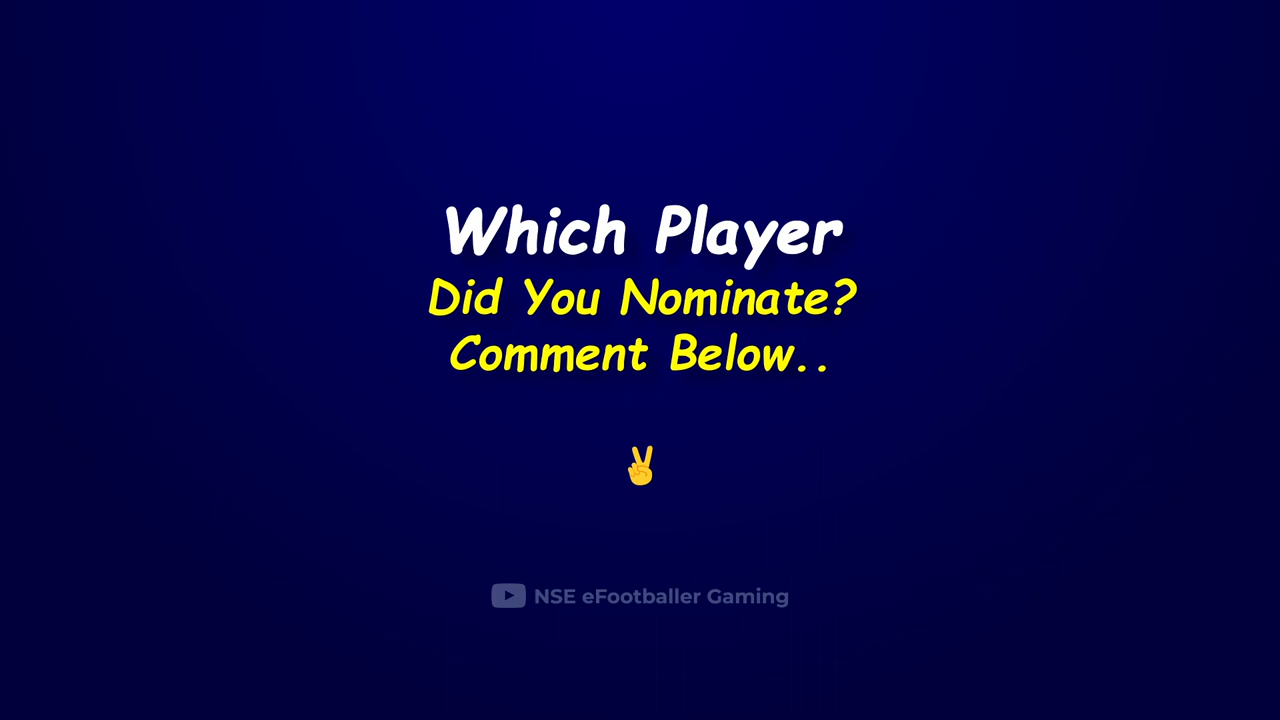 Which Player
Did You Nominate?
Comment Below..
✌️
NSE eFootballer Gaming